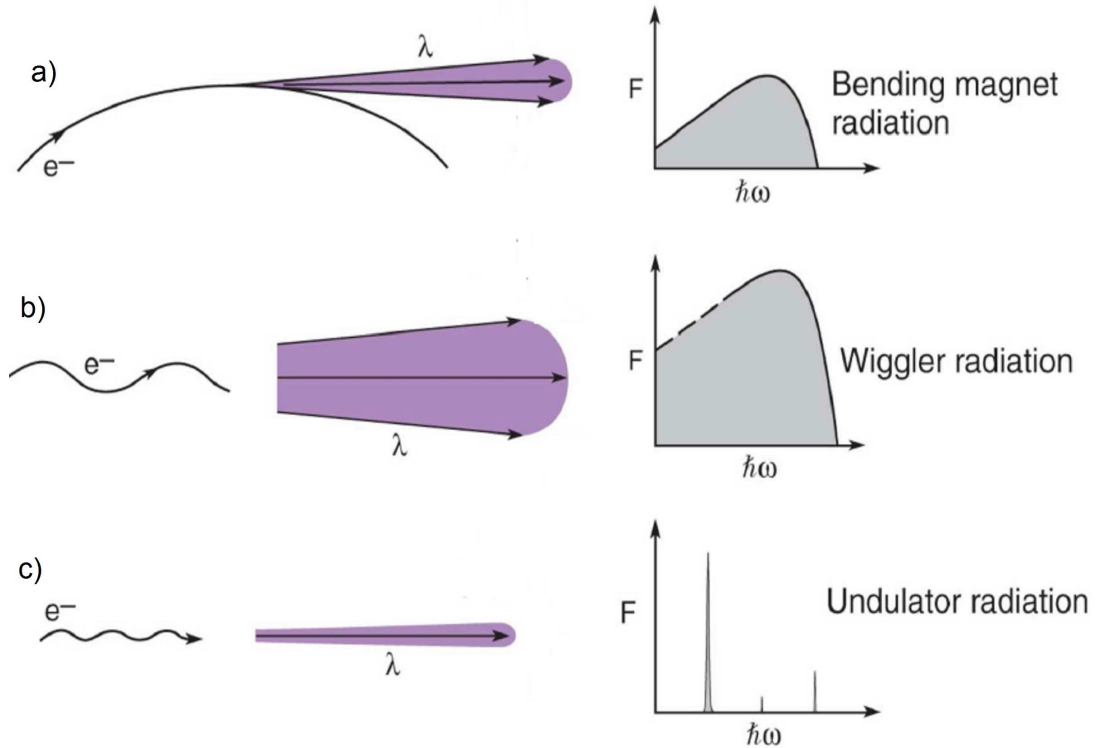 a)
λ
e–
F
ħω
Bending magnet
radiation
b)
e–
λ
F
ħω
Wiggler radiation
c)
e–
λ
F
ħω
Undulator radiation